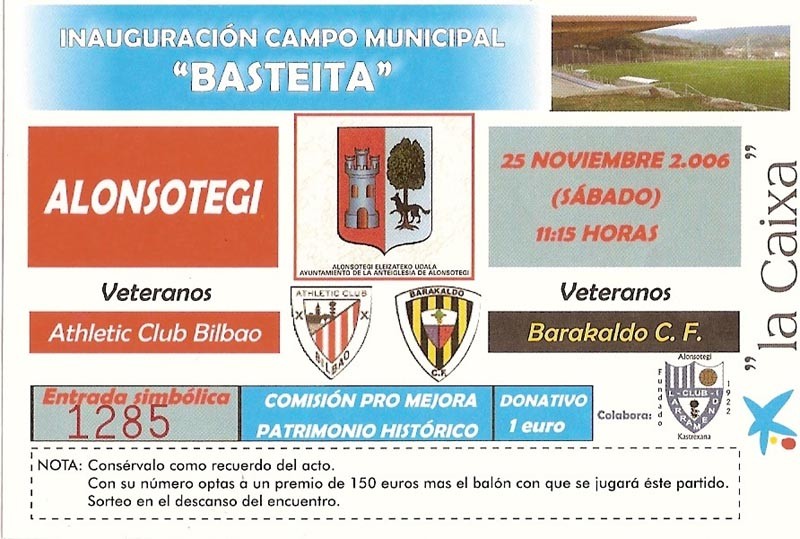 INAUGURACIÓN CAMPO MUNICIPAL
“BASTEITA”
ALONSOTEGI
ALONSOTEGI ELEIZATEKO UDALA
AYUNTAMIENTO DE LA ANTEIGLESIA DE ALONSOTEGI
25 NOVIEMBRE 2.006
(SÁBADO)
11:15 HORAS
” la Caixa ”
Veteranos
Athletic Club Bilbao
ATHLETIC CLUB
BILBAO
BARAKALDO
C.F.
Veteranos
Barakaldo C. F.
Entrada simbólica
1285
COMISIÓN PRO MEJORA
PATRIMONIO HISTÓRICO
DONATIVO
1 euro
Colabora:
Alonsotegi
Fundado
1922
CLUB
LARRAMENDI
Kastrexana
NOTA: Consérvalo como recuerdo del acto.
Con su número optas à un premio de 150 euros mas el balón con que se jugará éste partido.
Sorteo en el descanso del encuentro.